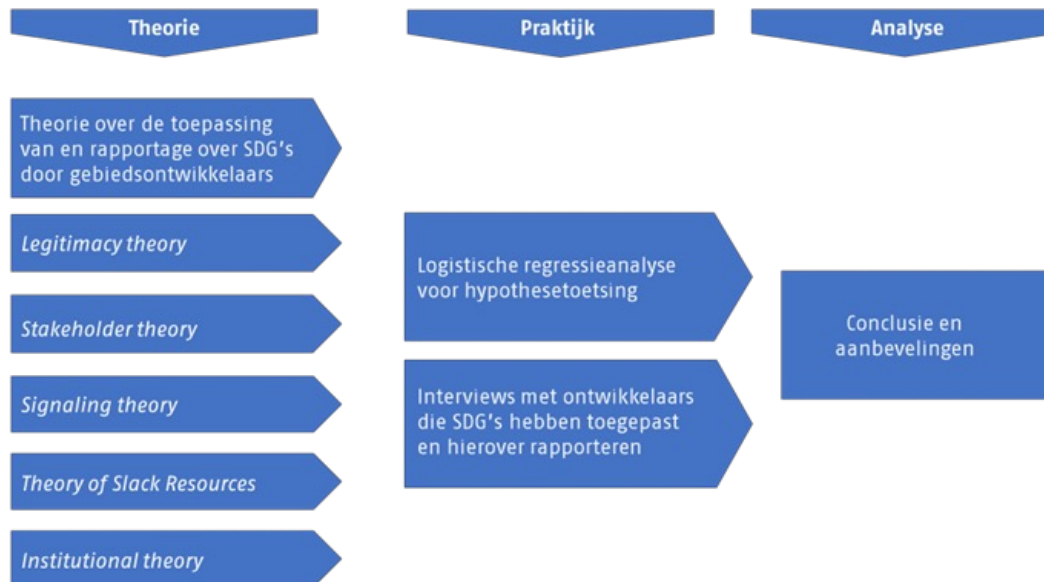 Theorie
Praktijk
Analyse
Theorie over de toepassing
van en rapportage over SDG's
door gebiedsontwikkelaars
Legitimacy theory
Stakeholder theory
Signaling theory
Theory of Slack Resources
Institutional theory
Logistische regressieanalyse
voor hypothesetoetsing
Interviews met ontwikkelaars
die SDG's hebben toegepast
en hierover rapporteren
Conclusie en
aanbevelingen